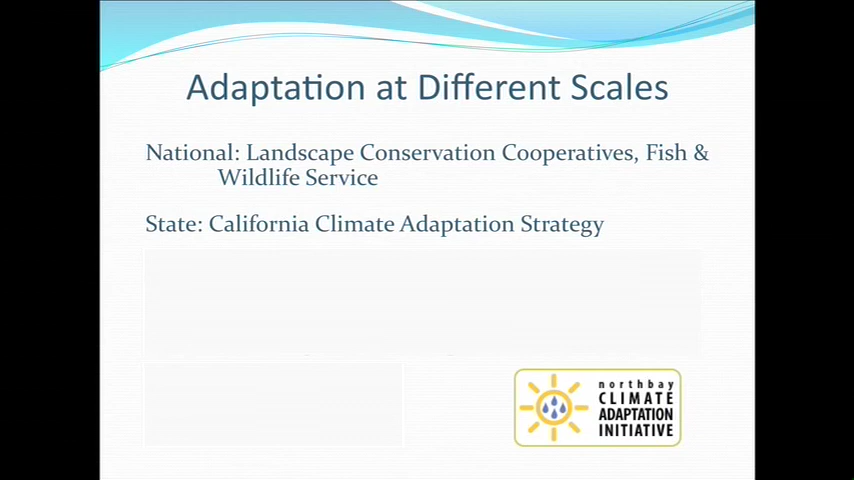 Adaptation at Different Scales
National: Landscape Conservation Cooperatives, Fish &
Wildlife Service
State: California Climate Adaptation Strategy
northbay
CLIMATE
ADAPTATION
INITIATIVE